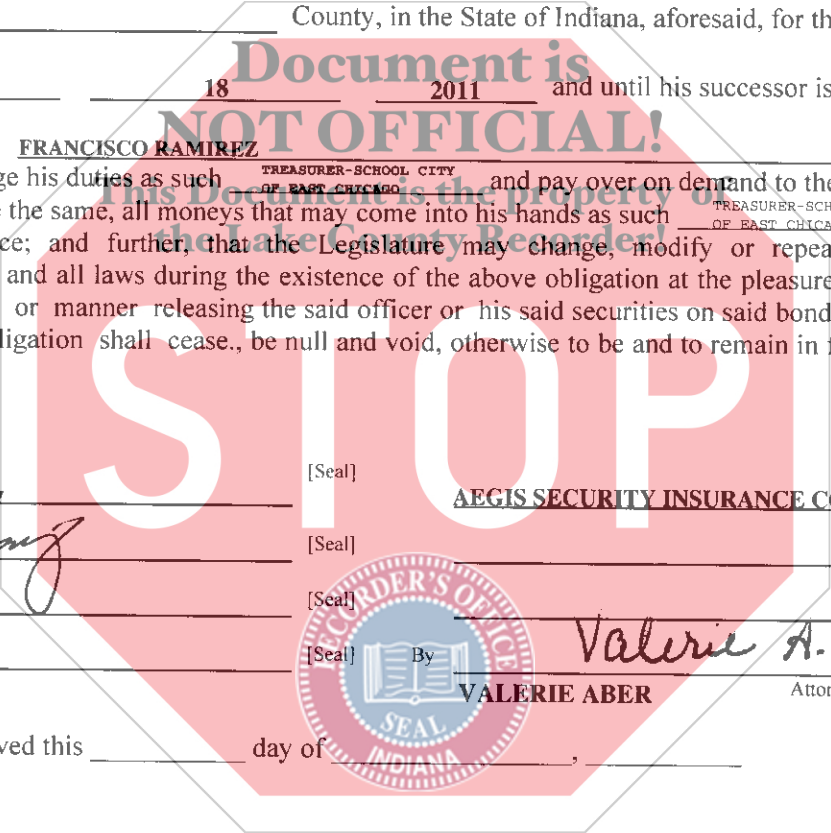 County, in the State of Indiana, aforesaid, for th
Document is
18 2011 and until his successor is
NOT OFFICIAL!
FRANCISCO RAMIREZ
ge his duties as such TREASURER-SCHOOL CITY OF EAST CHICAGO and pay over on demand to the
This Document is the property of
the same, all moneys that may come into his hands as such TREASURER-SCH OF EAST CHICA
the Lake County Recorder!
ce; and further, that the Legislature may change, modify or repea
and all laws during the existence of the above obligation at the pleasure
or manner releasing the said officer or his said securities on said bond
ligation shall cease., be null and void, otherwise to be and to remain in f
STOP
[Seal]
AEGIS SECURITY INSURANCE CO
[Seal]
[Seal]
[Seal] By Valerie A.
VALERIE ABER Attor
RECORDER'S OFFICE
SEAL
INDIANA
ved this day of ,